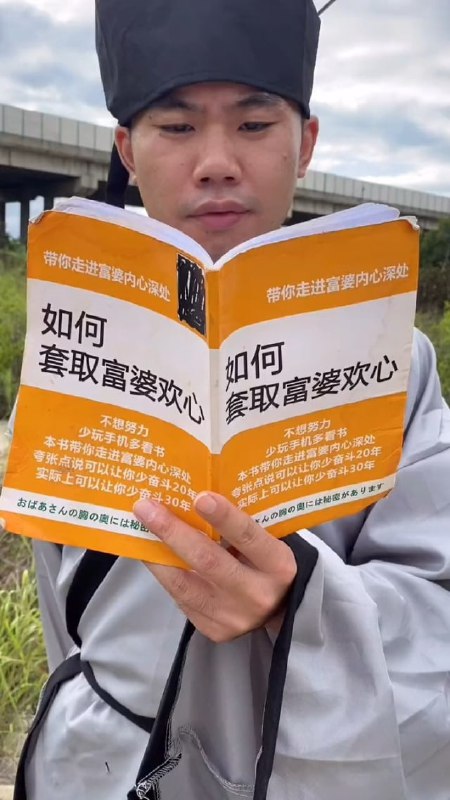 带你走进富婆内心深处
如何
套取富婆欢心
不想努力
少玩手机多看书
本书带你走进富婆内心深处
夸张点说可以让你少奋斗20年
实际上可以让你少奋斗30年
おばあさんの胸の奥には秘密
带你走进富婆内心深处
如何
套取富婆欢心
不想努力
少玩手机多看书
本书带你走进富婆内心深处
夸张点说可以让你少奋斗20年
实际上可以让你少奋斗30年
さんの胸の奥には秘密があります